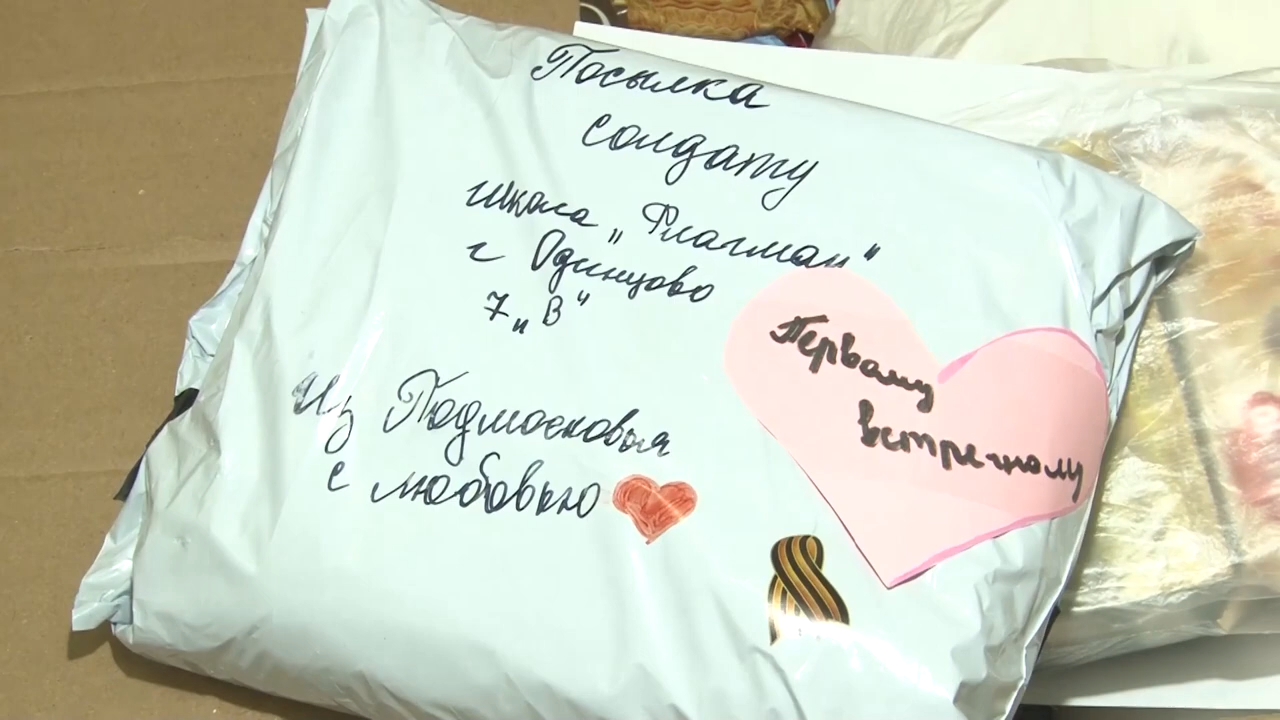 Посылка
солдату
школа „Флагман“
г Одинцово
7 „В“
Из Подмосковья
с любовью
Первому
встречному